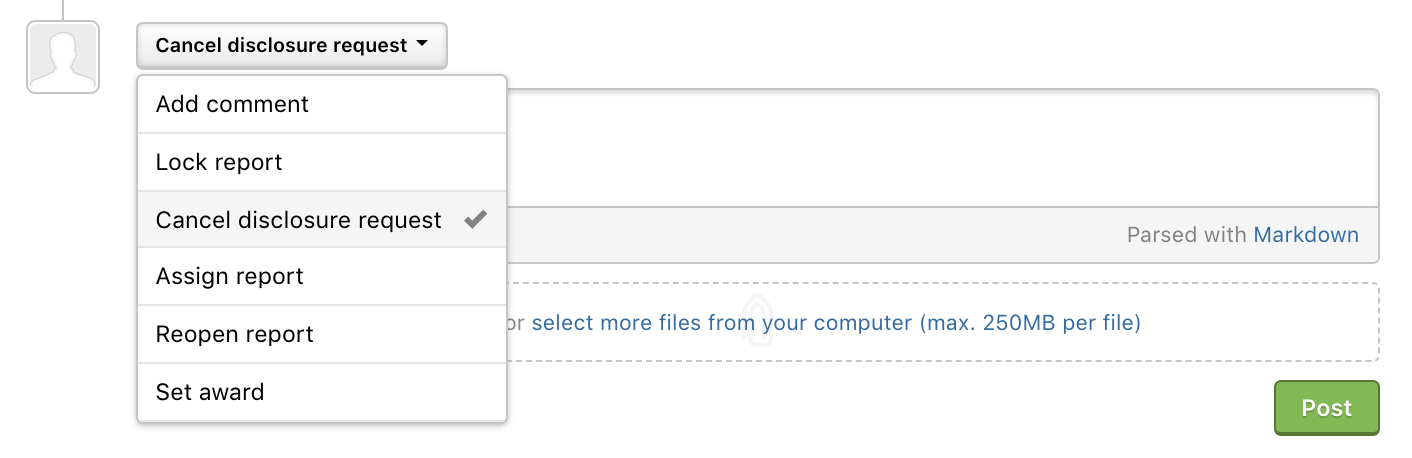 Cancel disclosure request
Add comment
Lock report
Cancel disclosure request
Parsed with Markdown
Assign report
or select more files from your computer (max. 250MB per file)
Reopen report
Set award
Post